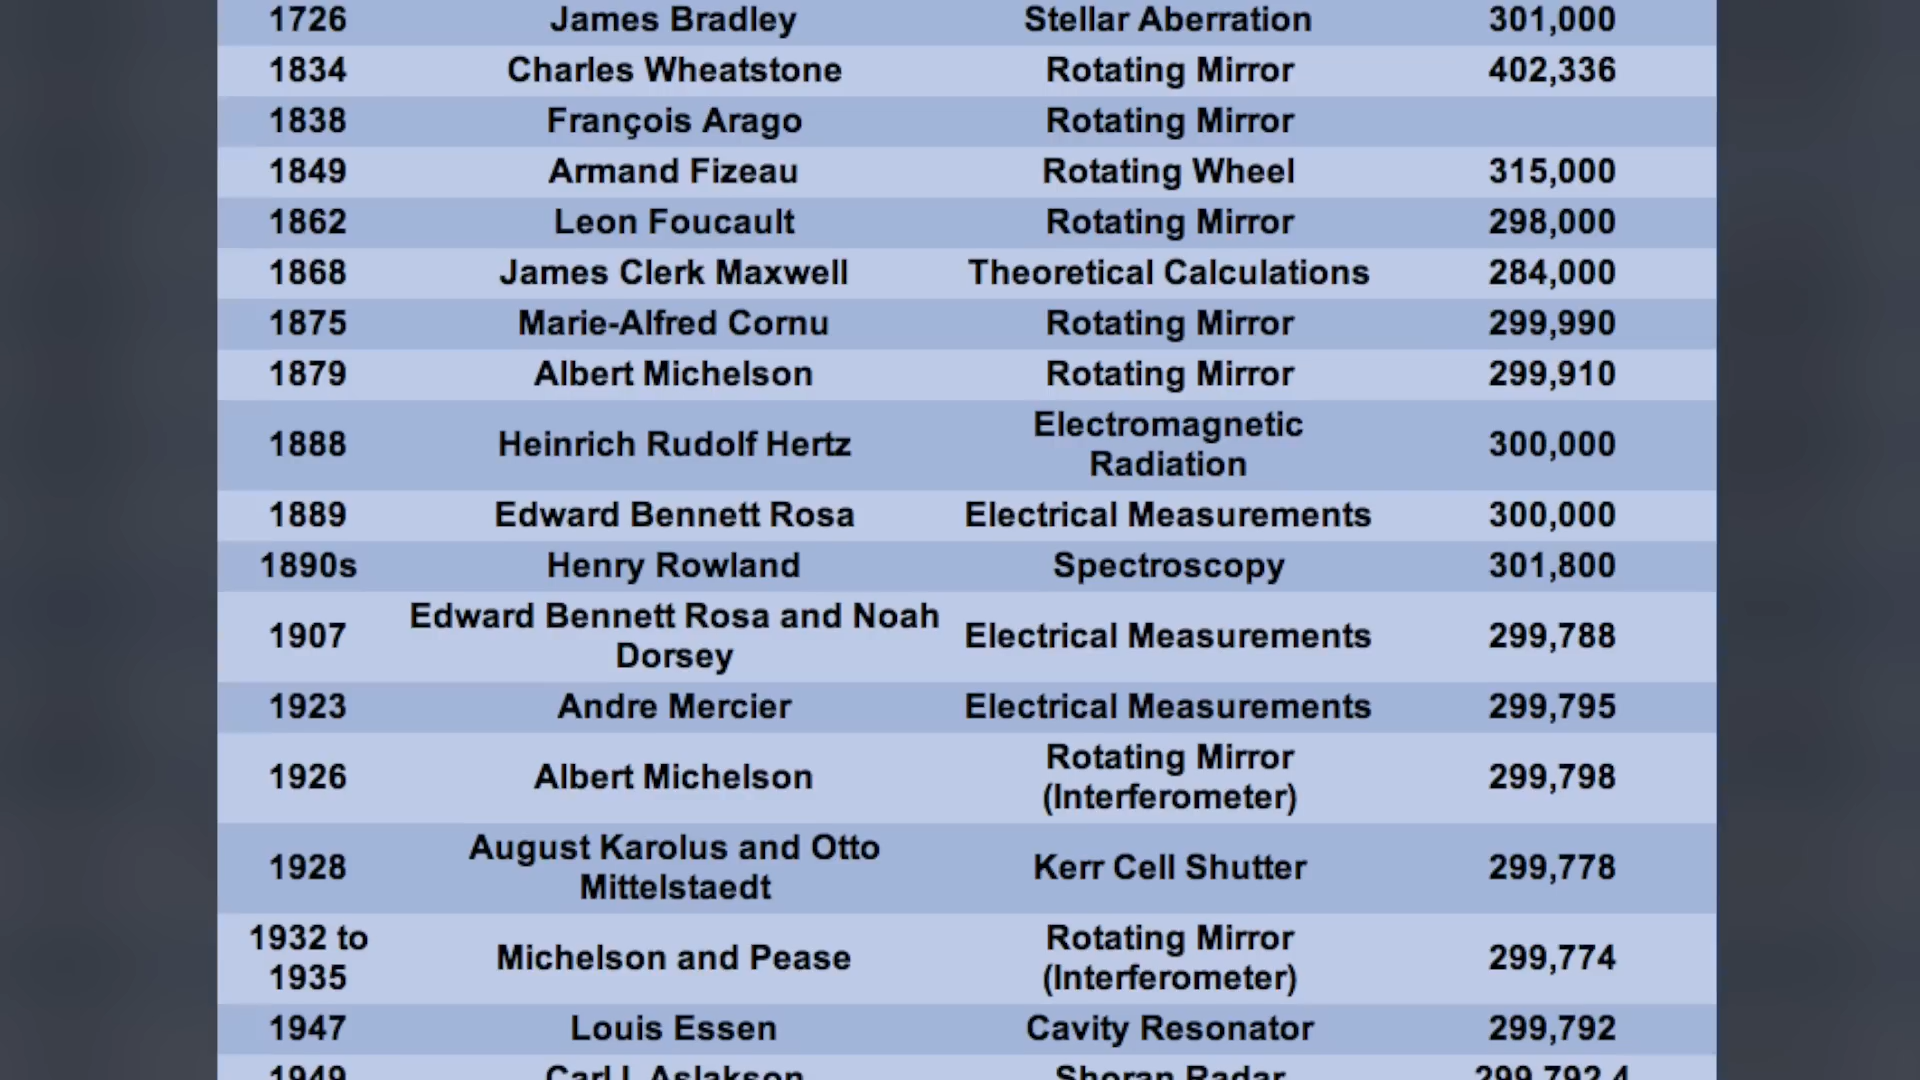 1726 James Bradley Stellar Aberration 301,000
1834 Charles Wheatstone Rotating Mirror 402,336
1838 François Arago Rotating Mirror
1849 Armand Fizeau Rotating Wheel 315,000
1862 Leon Foucault Rotating Mirror 298,000
1868 James Clerk Maxwell Theoretical Calculations 284,000
1875 Marie-Alfred Cornu Rotating Mirror 299,990
1879 Albert Michelson Rotating Mirror 299,910
1888 Heinrich Rudolf Hertz Electromagnetic
Radiation 300,000
1889 Edward Bennett Rosa Electrical Measurements 300,000
1890s Henry Rowland Spectroscopy 301,800
1907 Edward Bennett Rosa and Noah
Dorsey Electrical Measurements 299,788
1923 Andre Mercier Electrical Measurements 299,795
1926 Albert Michelson Rotating Mirror
(Interferometer) 299,798
1928 August Karolus and Otto
Mittelstaedt Kerr Cell Shutter 299,778
1932 to
1935 Michelson and Pease Rotating Mirror
(Interferometer) 299,774
1947 Louis Essen Cavity Resonator 299,792
1949 Carl I. Aslakson Shoran Radar 299,792.4